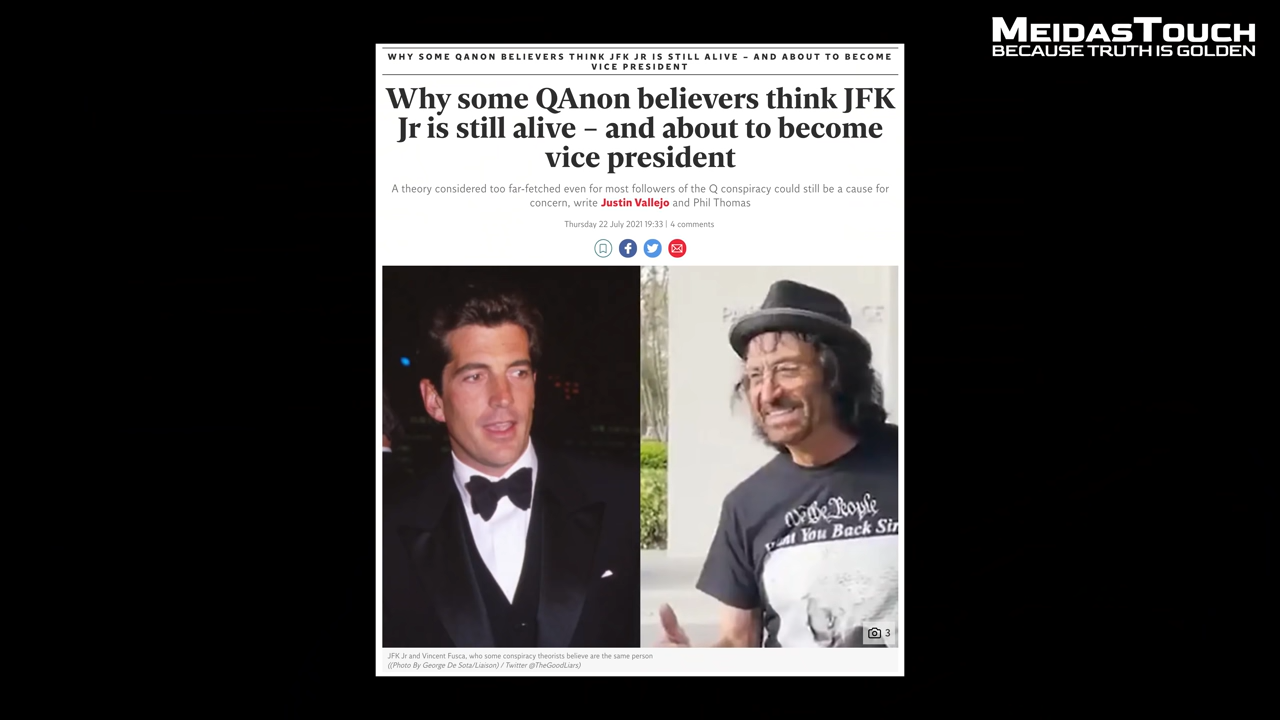 MEIDASTOUCH
BECAUSE TRUTH IS GOLDEN
WHY SOME QANON BELIEVERS THINK JFK JR IS STILL ALIVE – AND ABOUT TO BECOME
VICE PRESIDENT
Why some QAnon believers think JFK
Jr is still alive – and about to become
vice president
A theory considered too far-fetched even for most followers of the Q conspiracy could still be a cause for
concern, write Justin Vallejo and Phil Thomas
Thursday 22 July 2021 19:33 | 4 comments
We the People
You Back
3
JFK Jr and Vincent Fusca, who some conspiracy theorists believe are the same person
((Photo By George De Sota/Liaison) / Twitter @TheGoodLiars)